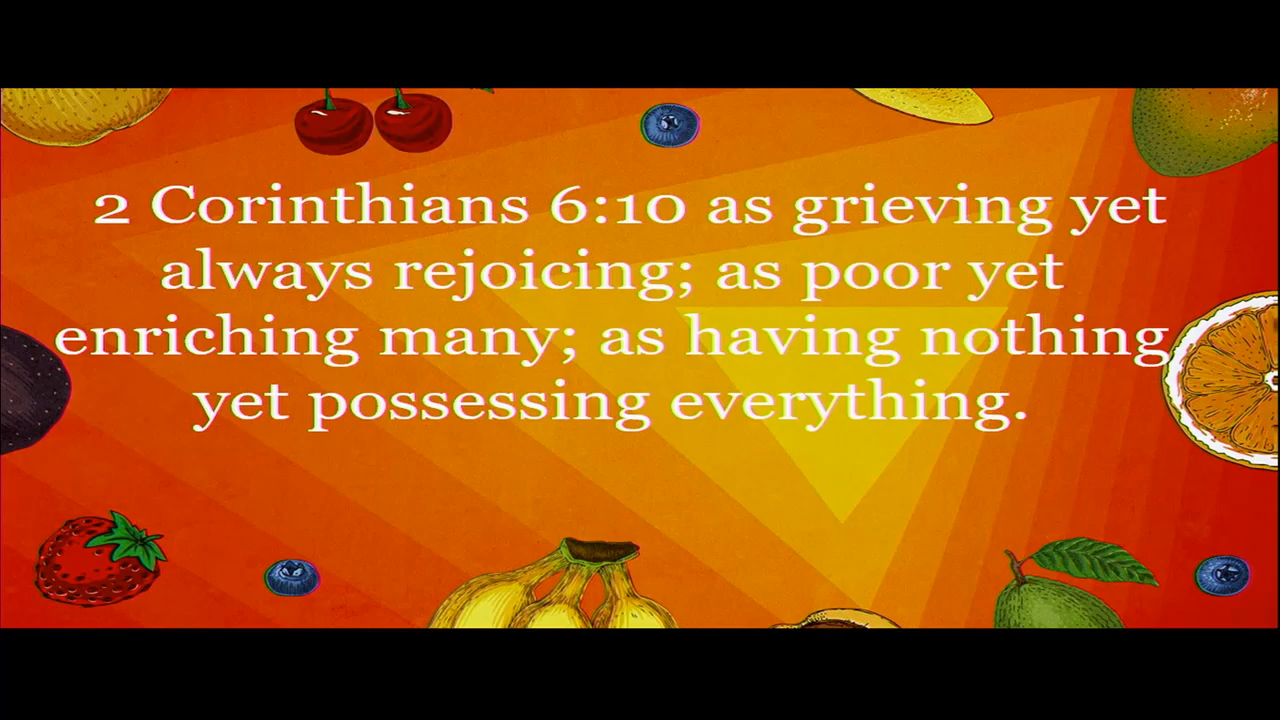 2 Corinthians 6:10 as grieving yet
always rejoicing; as poor yet
enriching many; as having nothing
yet possessing everything.